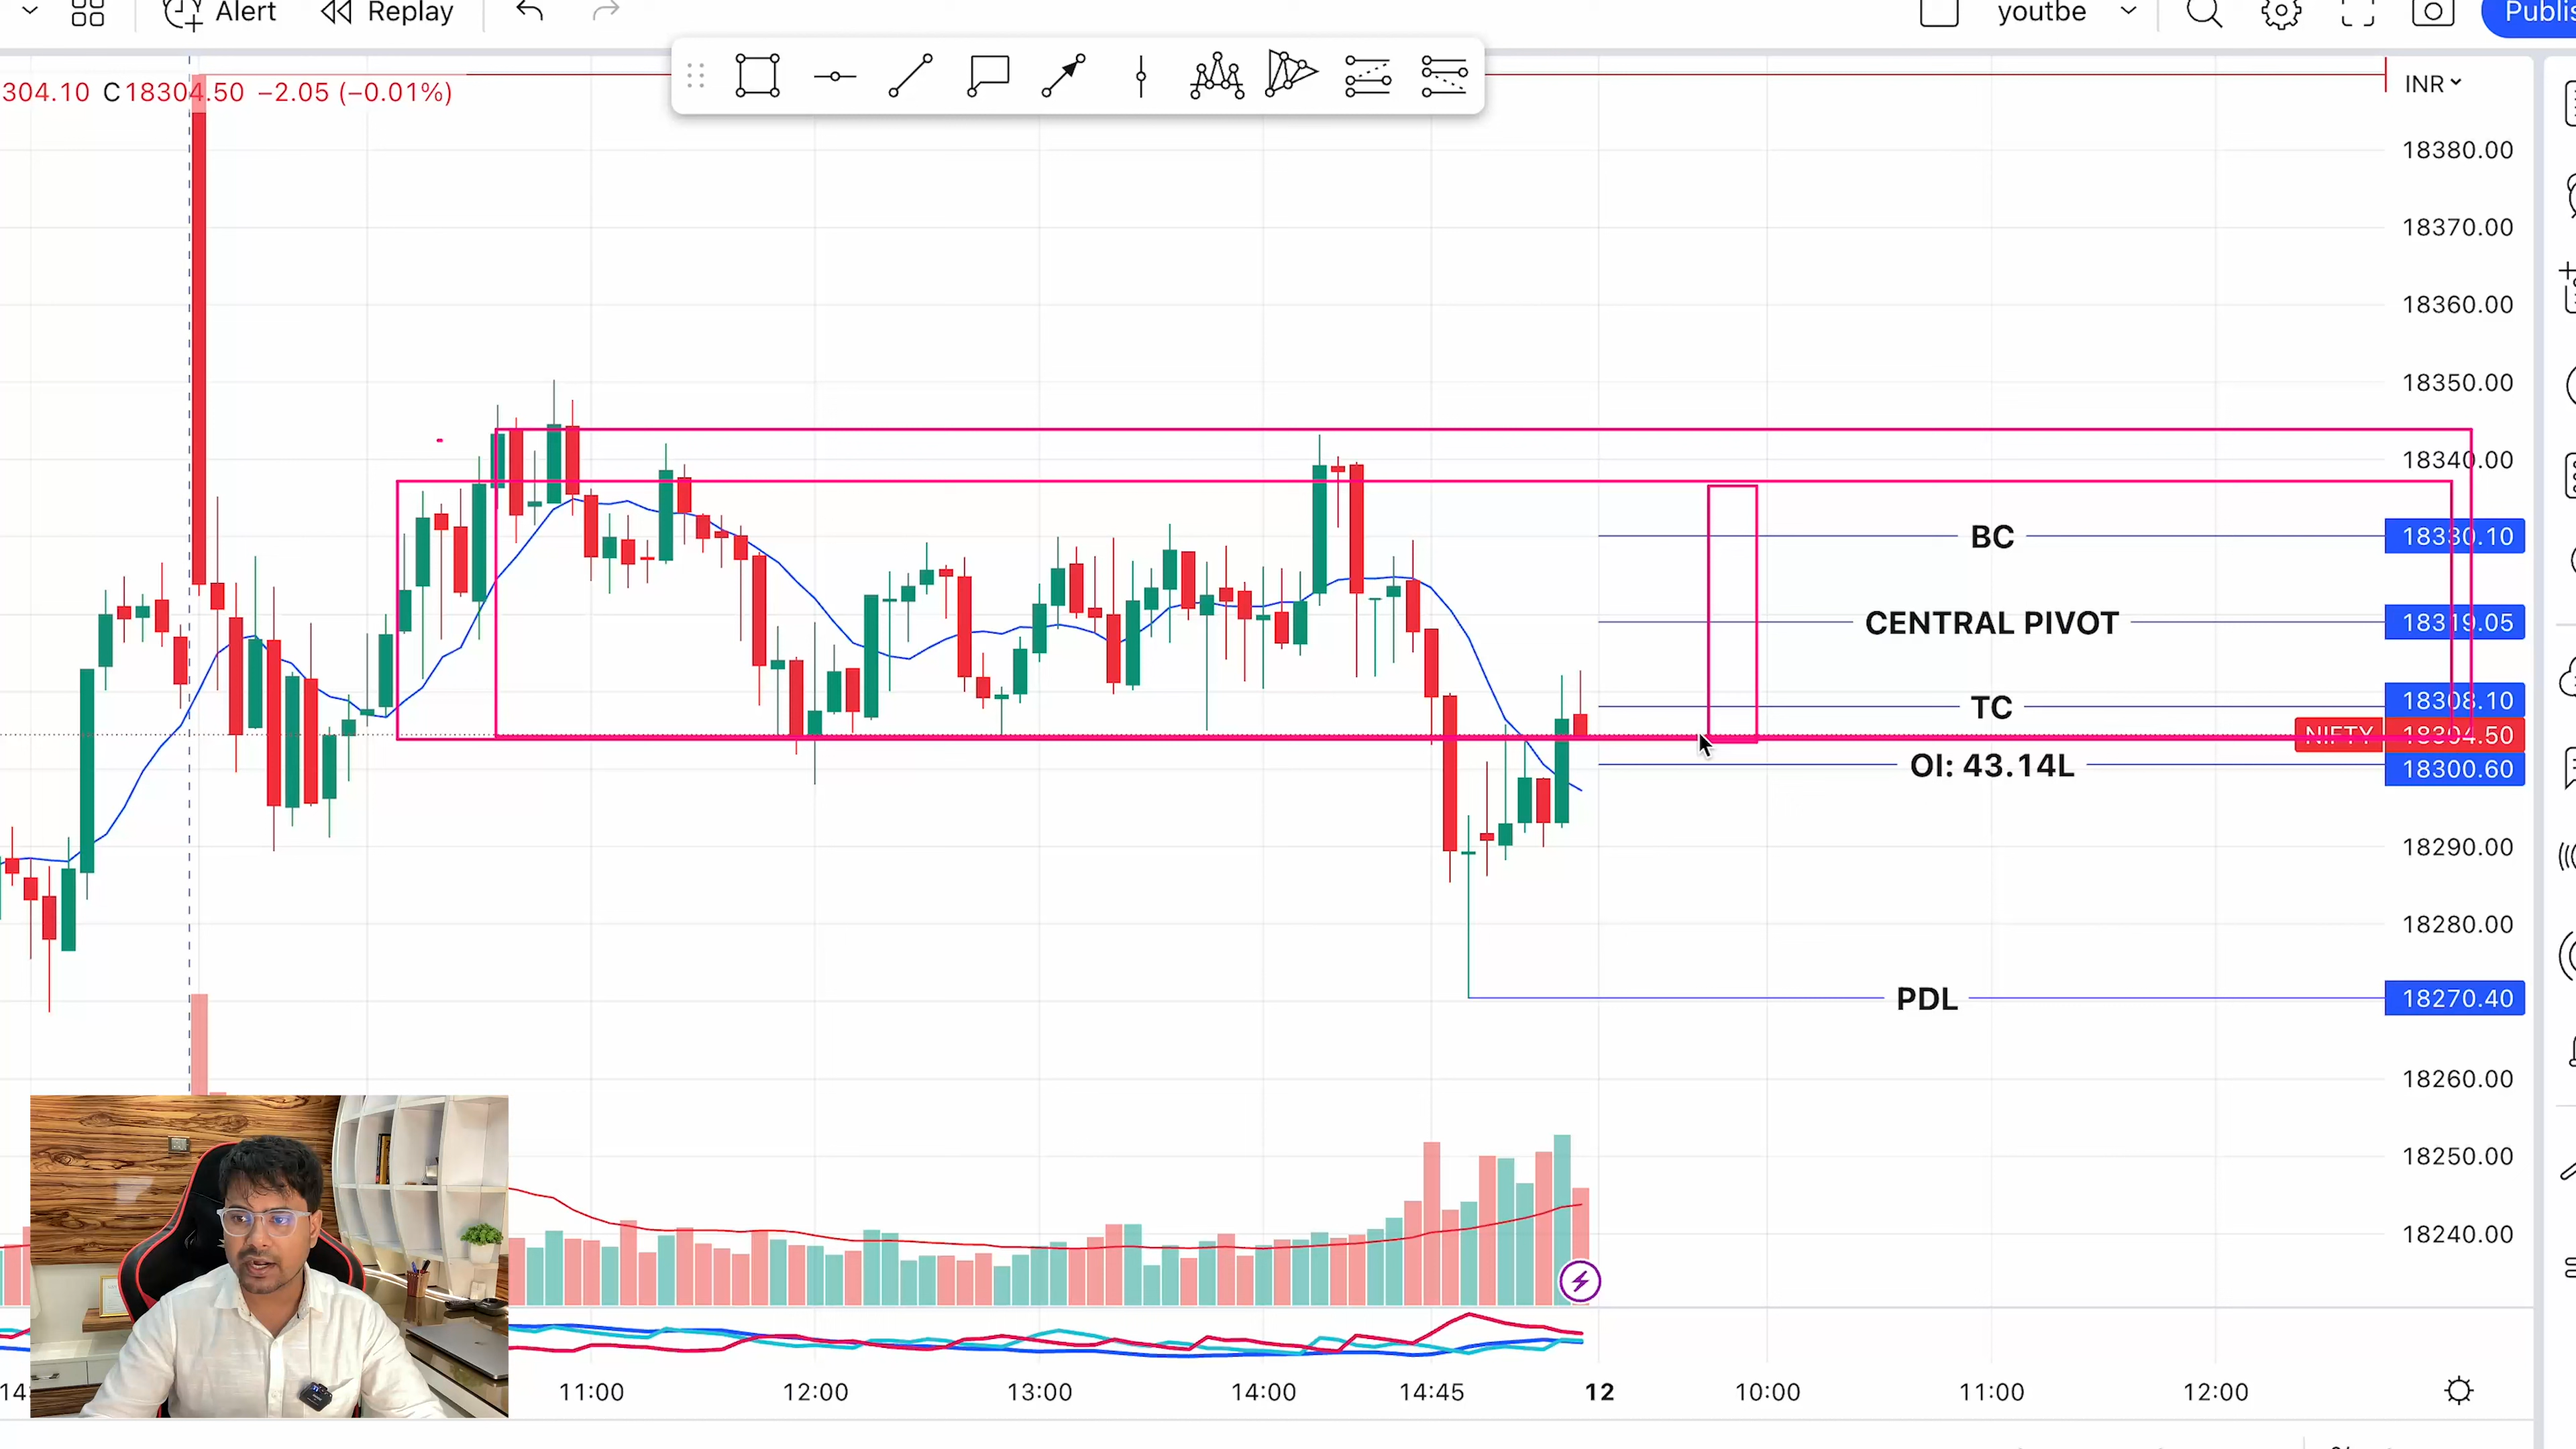 Alert
Replay
youtbe
304.10 C18304.50 −2.05 (−0.01%)
INR
18380.00
18370.00
18360.00
18350.00
18340.00
BC
18330.10
CENTRAL PIVOT
18319.05
TC
18308.10
NIFTY
18304.50
OI: 43.14L
18300.60
18290.00
18280.00
PDL
18270.40
18260.00
18250.00
18240.00
11:00
12:00
13:00
14:00
14:45
12
10:00
11:00
12:00